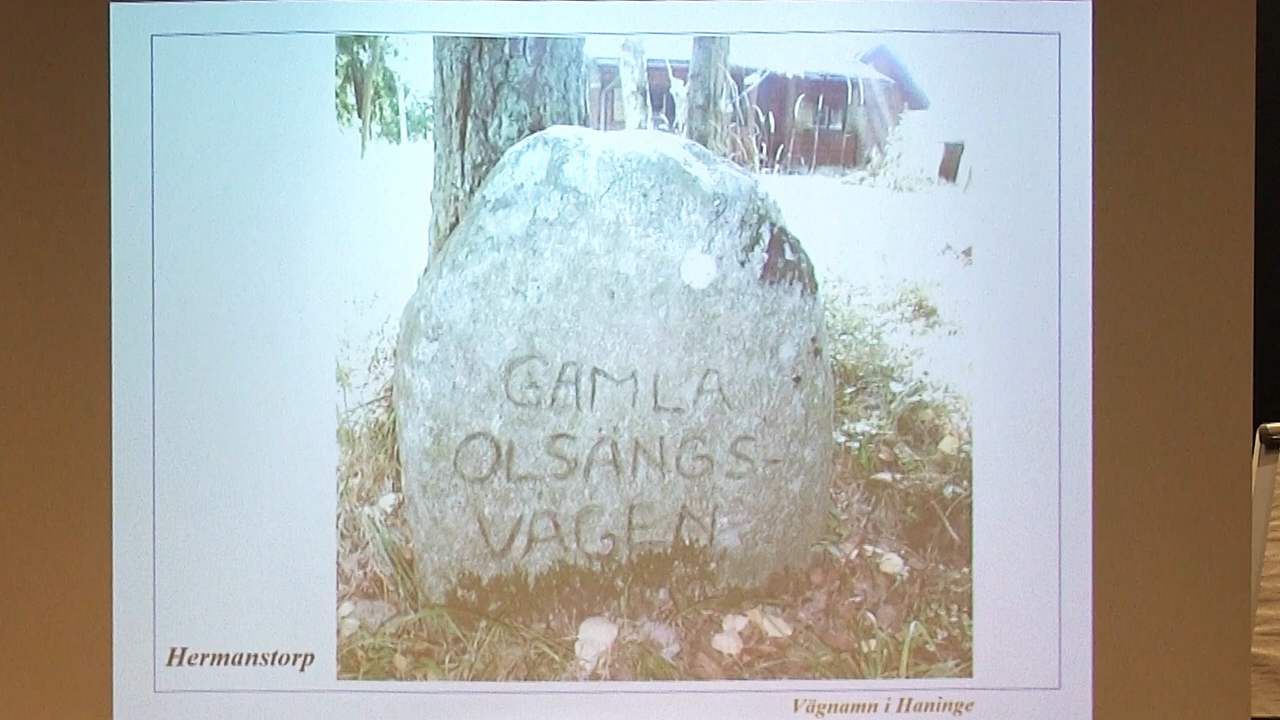 GAMLA
OLSÄNGS-
VÄGEN
Hermanstorp
Vägnamn i Haninge